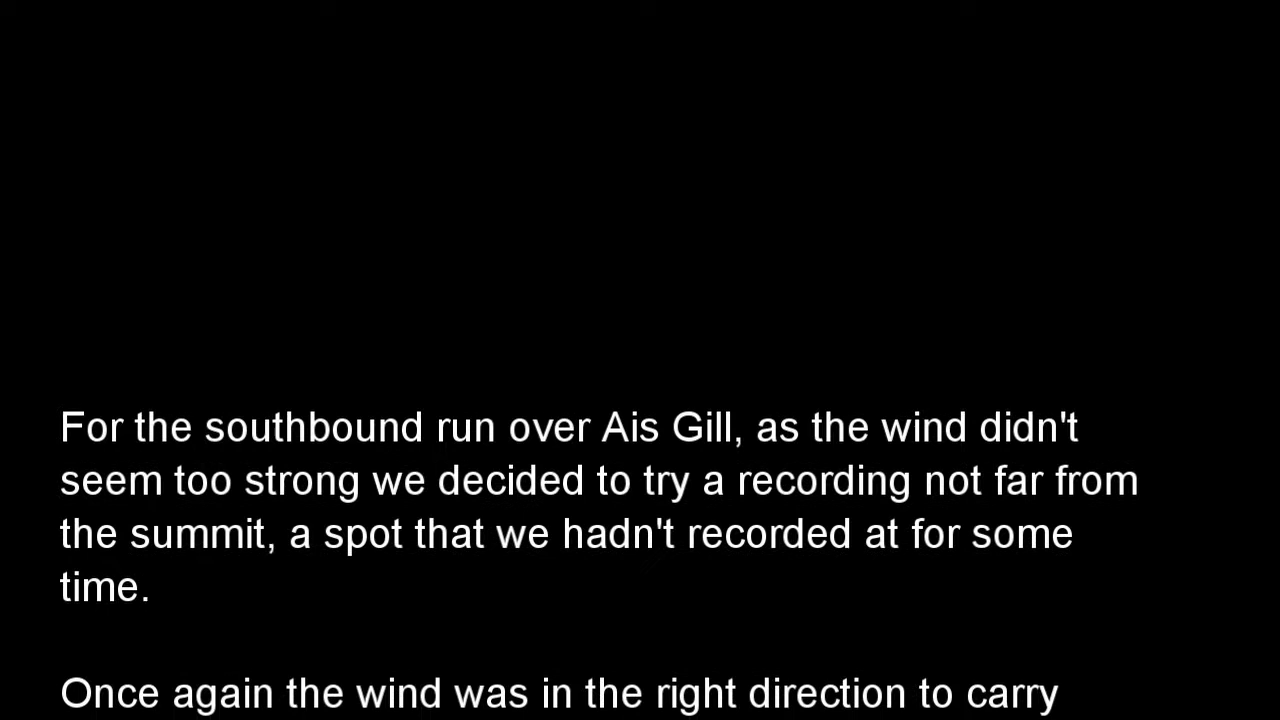 For the southbound run over Ais Gill, as the wind didn't
seem too strong we decided to try a recording not far from
the summit, a spot that we hadn't recorded at for some
time.
Once again the wind was in the right direction to carry